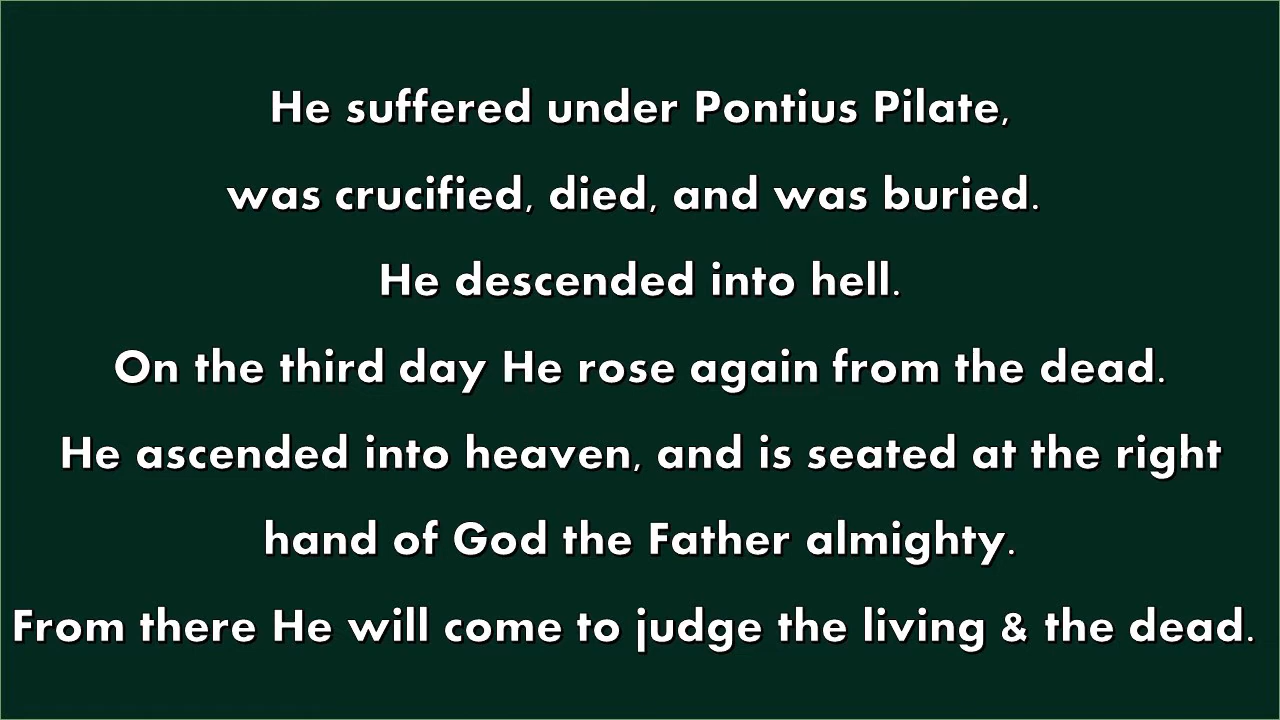 He suffered under Pontius Pilate,
was crucified, died, and was buried.
He descended into hell.
On the third day He rose again from the dead.
He ascended into heaven, and is seated at the right
hand of God the Father almighty.
From there He will come to judge the living & the dead.